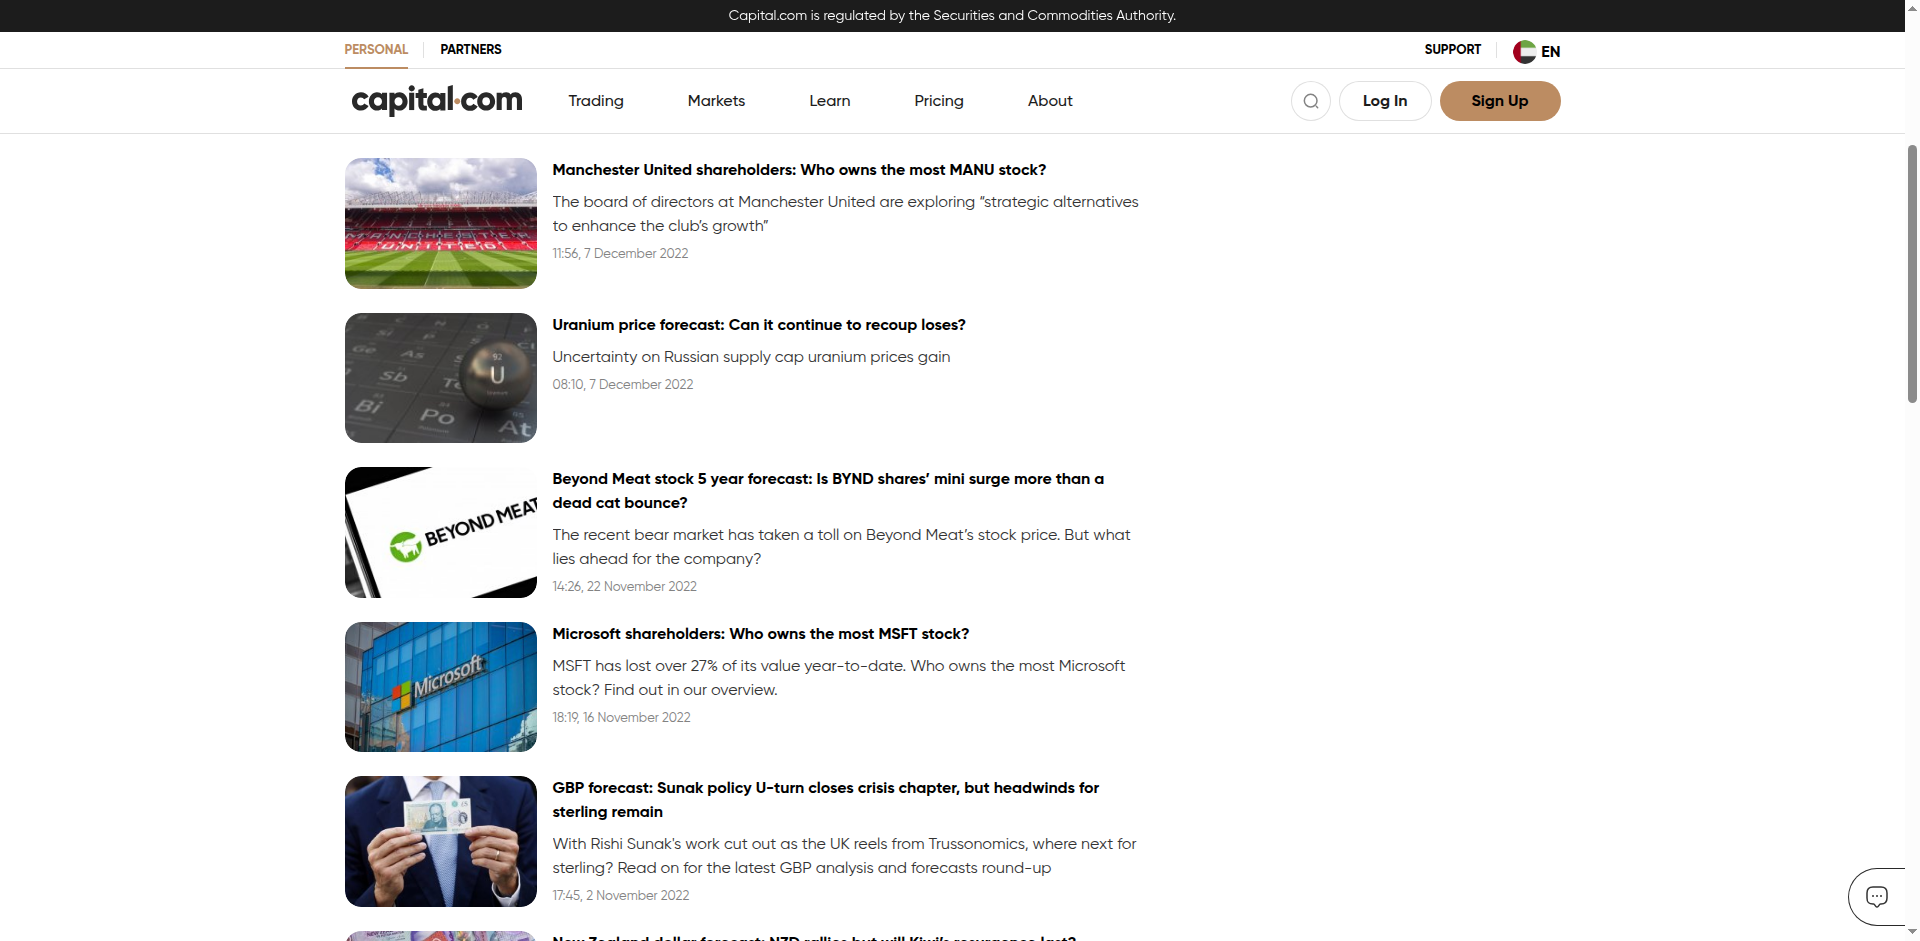 Capital.com is regulated by the Securities and Commodities Authority.
PERSONAL PARTNERS SUPPORT EN
capital.com Trading Markets Learn Pricing About Log In Sign Up
MANCHESTER
UNITED
Manchester United shareholders: Who owns the most MANU stock?
The board of directors at Manchester United are exploring “strategic alternatives
to enhance the club’s growth”
11:56, 7 December 2022
92
U
Ge As
Sb
Bi Po At
Uranium price forecast: Can it continue to recoup loses?
Uncertainty on Russian supply cap uranium prices gain
08:10, 7 December 2022
BEYOND MEAT
Beyond Meat stock 5 year forecast: Is BYND shares’ mini surge more than a
dead cat bounce?
The recent bear market has taken a toll on Beyond Meat’s stock price. But what
lies ahead for the company?
14:26, 22 November 2022
Microsoft
Microsoft shareholders: Who owns the most MSFT stock?
MSFT has lost over 27% of its value year-to-date. Who owns the most Microsoft
stock? Find out in our overview.
18:19, 16 November 2022
GBP forecast: Sunak policy U-turn closes crisis chapter, but headwinds for
sterling remain
With Rishi Sunak's work cut out as the UK reels from Trussonomics, where next for
sterling? Read on for the latest GBP analysis and forecasts round-up
17:45, 2 November 2022
New Zealand dollar forecast: NZD rallies but will Kiwi’s resurgence last?